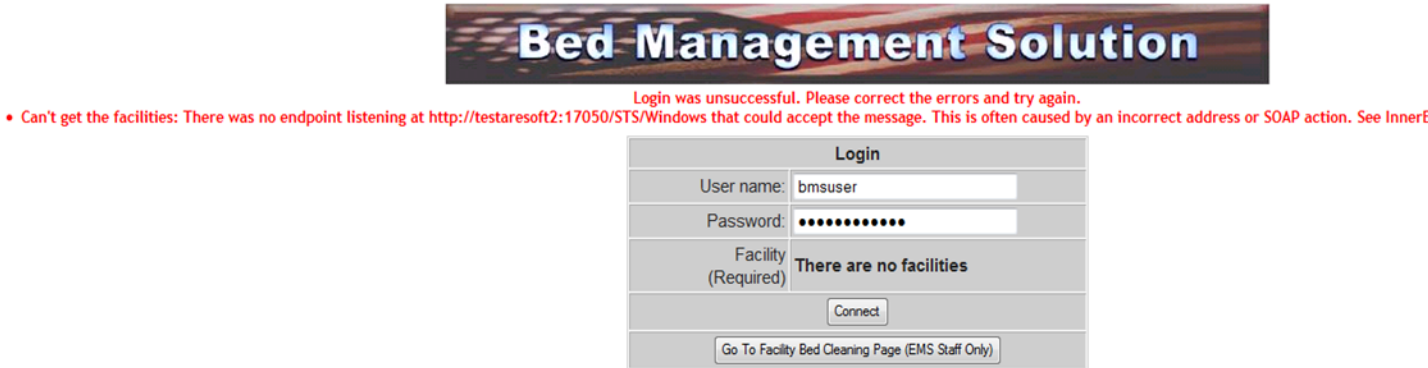 Bed Management Solution
Login was unsuccessful. Please correct the errors and try again.
• Can't get the facilities: There was no endpoint listening at http://testaresoft2:17050/STS/Windows that could accept the message. This is often caused by an incorrect address or SOAP action. See InnerE
Login
User name: bmsuser
Password: ••••••••••••
Facility
(Required) There are no facilities
Connect
Go To Facility Bed Cleaning Page (EMS Staff Only)